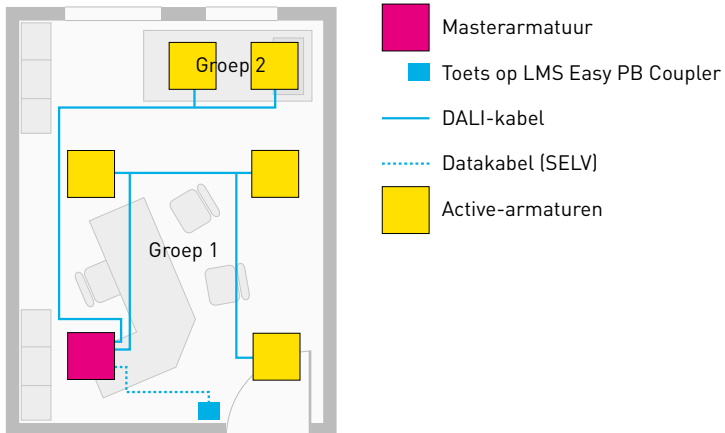 Groep 2
Groep 1
Masterarmatuur
Toets op LMS Easy PB Coupler
DALI-kabel
Datakabel (SELV)
Active-armaturen